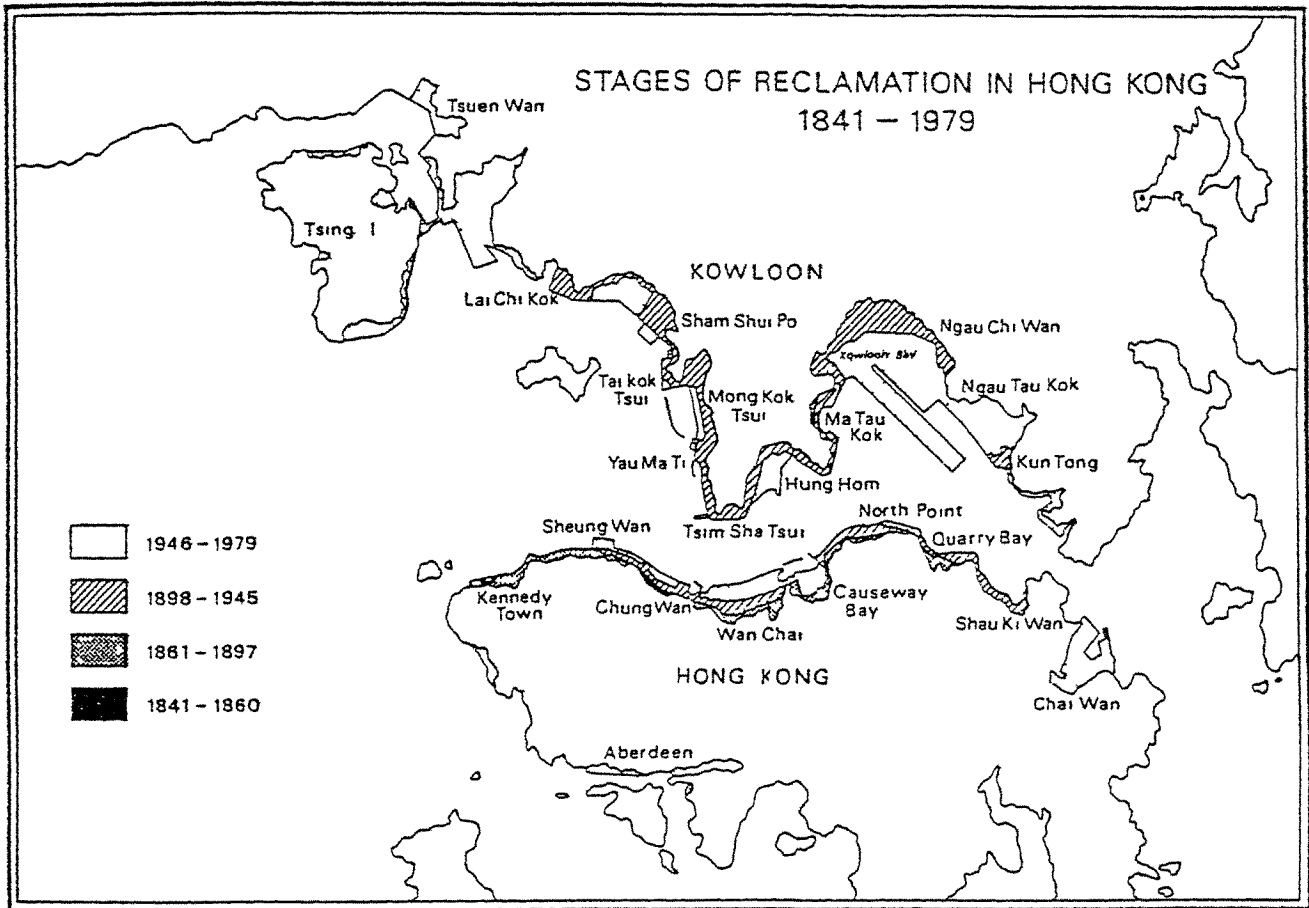 STAGES OF RECLAMATION IN HONG KONG
1841 – 1979
Tsuen Wan
Tsing I
KOWLOON
Lai Chi Kok
Sham Shui Po
Ngau Chi Wan
Kowloon Bay
Tai kok
Tsui
Mong Kok
Tsui
Ma Tau
Kok
Ngau Tau Kok
Yau Ma Ti
Hung Hom
Kun Tong
Tsim Sha Tsui
North Point
Sheung Wan
Quarry Bay
Kennedy
Town
Chung Wan
Causeway
Bay
Wan Chai
Shau Ki Wan
HONG KONG
Chai Wan
Aberdeen
1946 – 1979
1898 – 1945
1861 – 1897
1841 – 1860